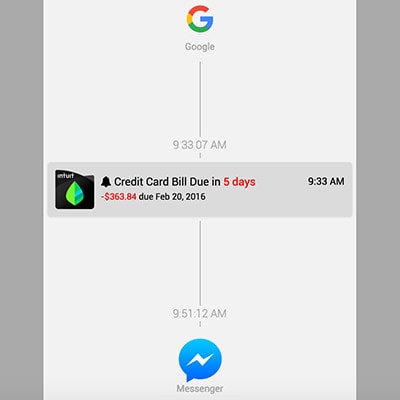 Google
9 33 07 AM
intuit
Credit Card Bill Due in 5 days
9:33 AM
-$363.84 due Feb 20, 2016
9:51:12 AM
Messenger